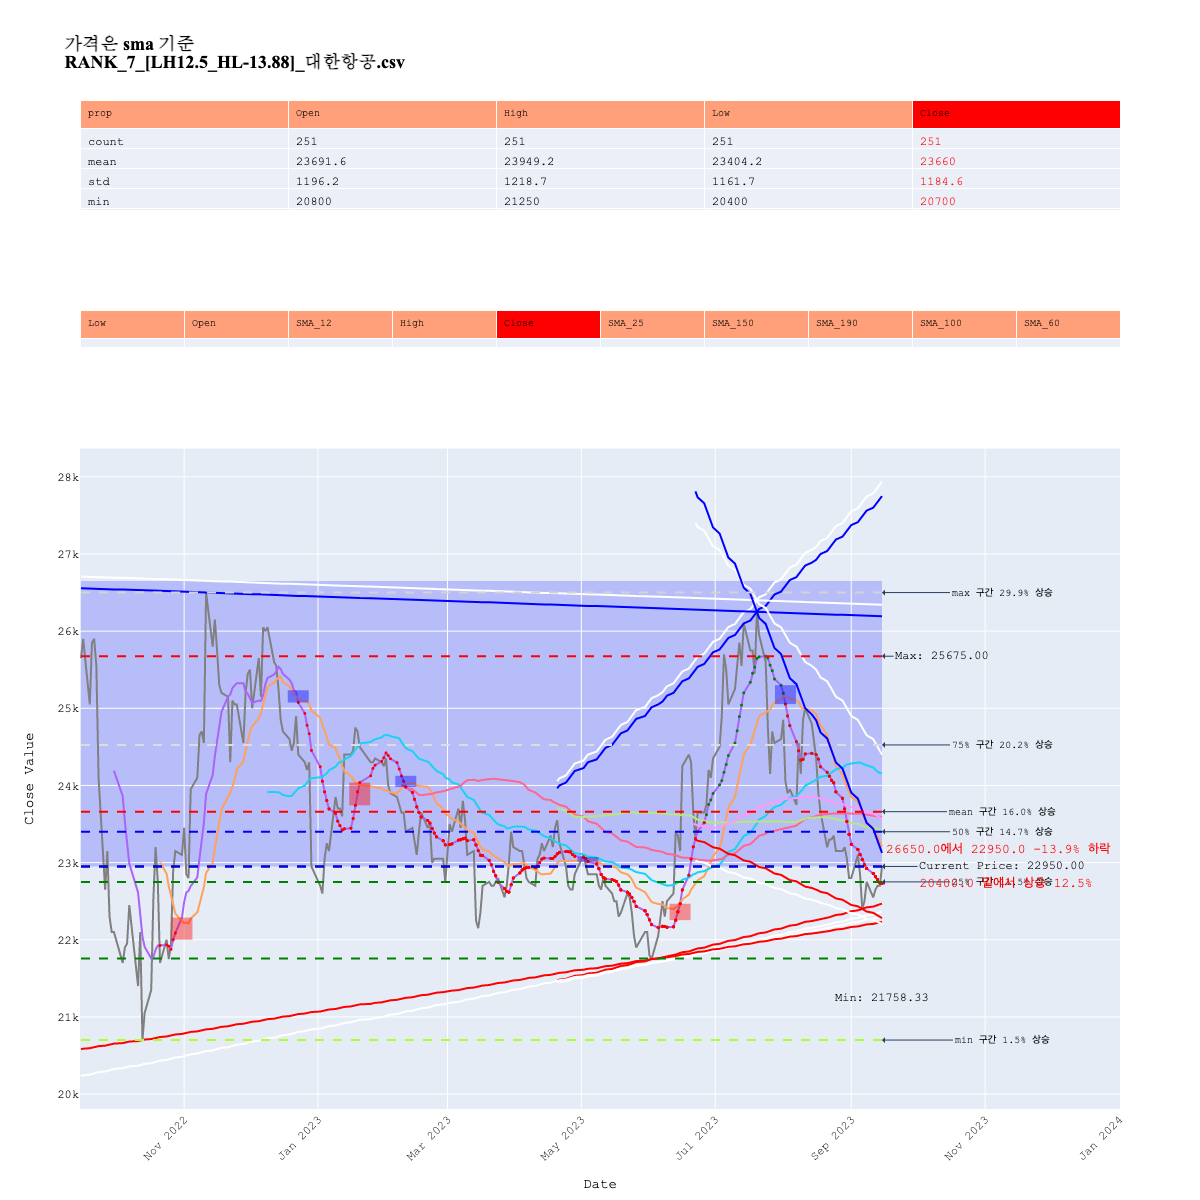 가격은 sma 기준
RANK_7_[LH12.5_HL-13.88]_대한항공.csv
prop Open High Low Close
count 251 251 251 251
mean 23691.6 23949.2 23404.2 23660
std 1196.2 1218.7 1161.7 1184.6
min 20800 21250 20400 20700
Low Open SMA_12 High Close SMA_25 SMA_150 SMA_190 SMA_100 SMA_60
28k
27k
max 구간 29.9% 상승
26k
Max: 25675.00
25k
75% 구간 20.2% 상승
24k
mean 구간 16.0% 상승
50% 구간 14.7% 상승
26650.0에서 22950.0 -13.9% 하락
23k
Current Price: 22950.00
22k
Min: 21758.33
21k
min 구간 1.5% 상승
20k
Close Value
Nov 2022
Jan 2023
Mar 2023
May 2023
Jul 2023
Sep 2023
Nov 2023
Jan 2024
Date